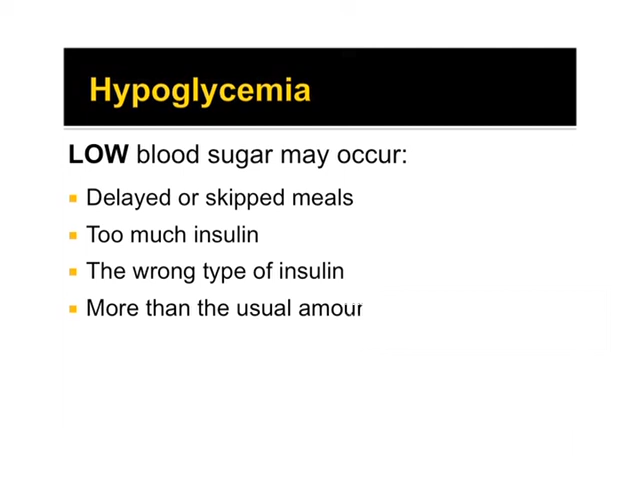 Hypoglycemia
LOW blood sugar may occur:
Delayed or skipped meals
Too much insulin
The wrong type of insulin
More than the usual amour